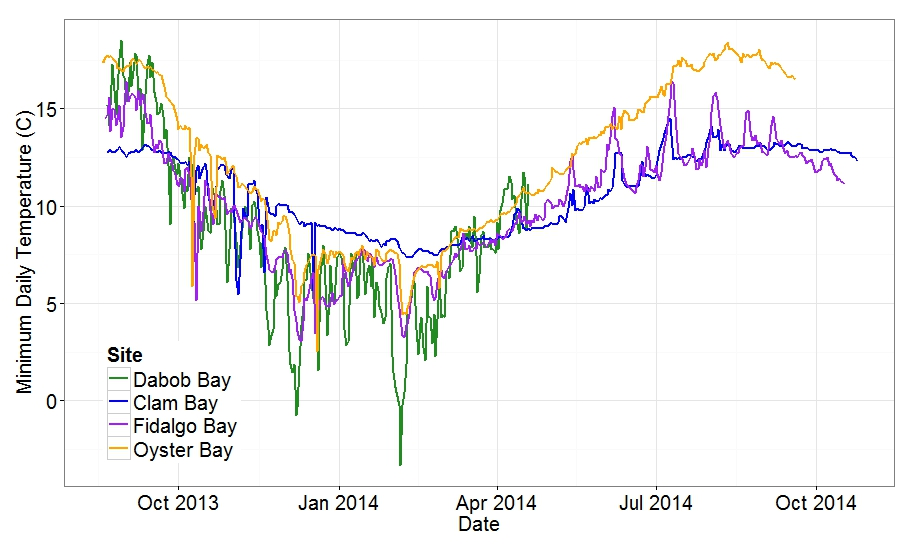 Minimum Daily Temperature (C)
15
10
5
0
Site
Dabob Bay
Clam Bay
Fidalgo Bay
Oyster Bay
Oct 2013 Jan 2014 Apr 2014 Jul 2014 Oct 2014
Date